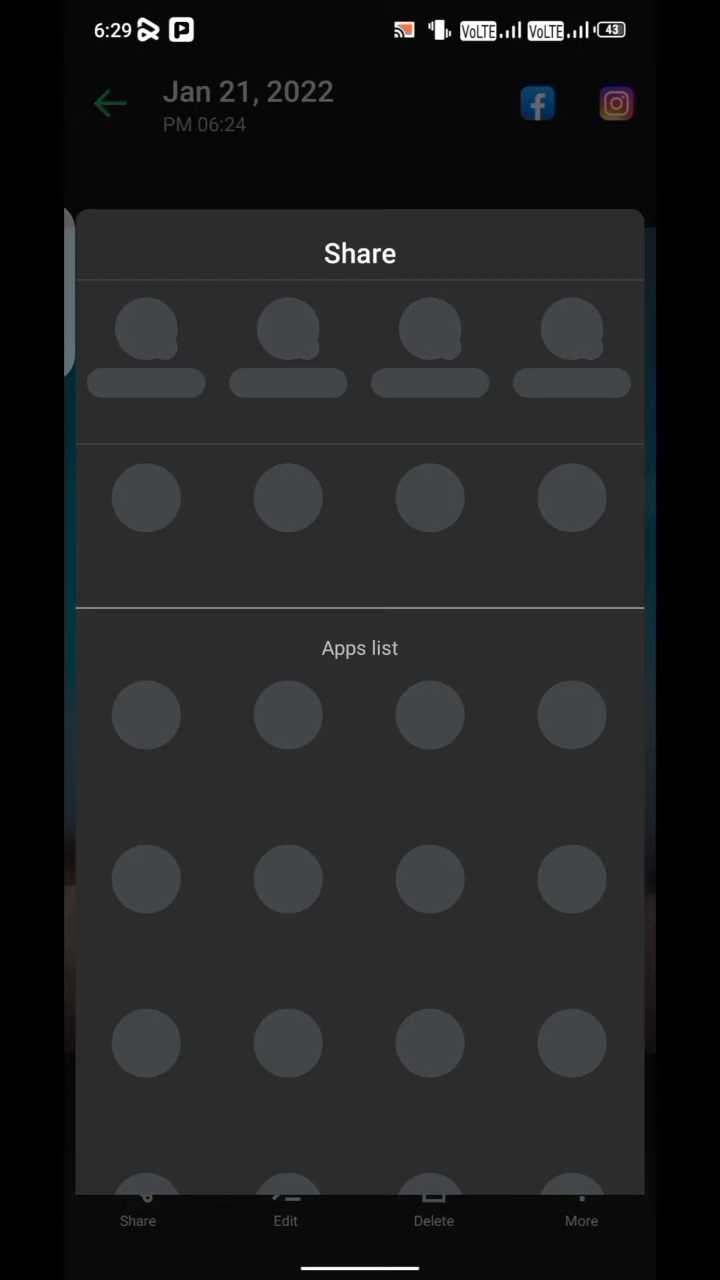 6:29 P VoLTE VoLTE 43
Jan 21, 2022
PM 06:24
Share
Apps list
Share Edit Delete More